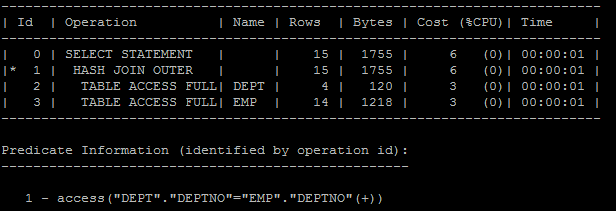 --------------------------------------------------------------------------
| Id  | Operation          | Name | Rows  | Bytes | Cost (%CPU)| Time     |
--------------------------------------------------------------------------
|   0 | SELECT STATEMENT   |      |    15 |  1755 |     6   (0)| 00:00:01 |
|*  1 |  HASH JOIN OUTER   |      |    15 |  1755 |     6   (0)| 00:00:01 |
|   2 |   TABLE ACCESS FULL| DEPT |     4 |   120 |     3   (0)| 00:00:01 |
|   3 |   TABLE ACCESS FULL| EMP  |    14 |  1218 |     3   (0)| 00:00:01 |
--------------------------------------------------------------------------
Predicate Information (identified by operation id):
---------------------------------------------------
1 - access("DEPT"."DEPTNO"="EMP"."DEPTNO"(+))